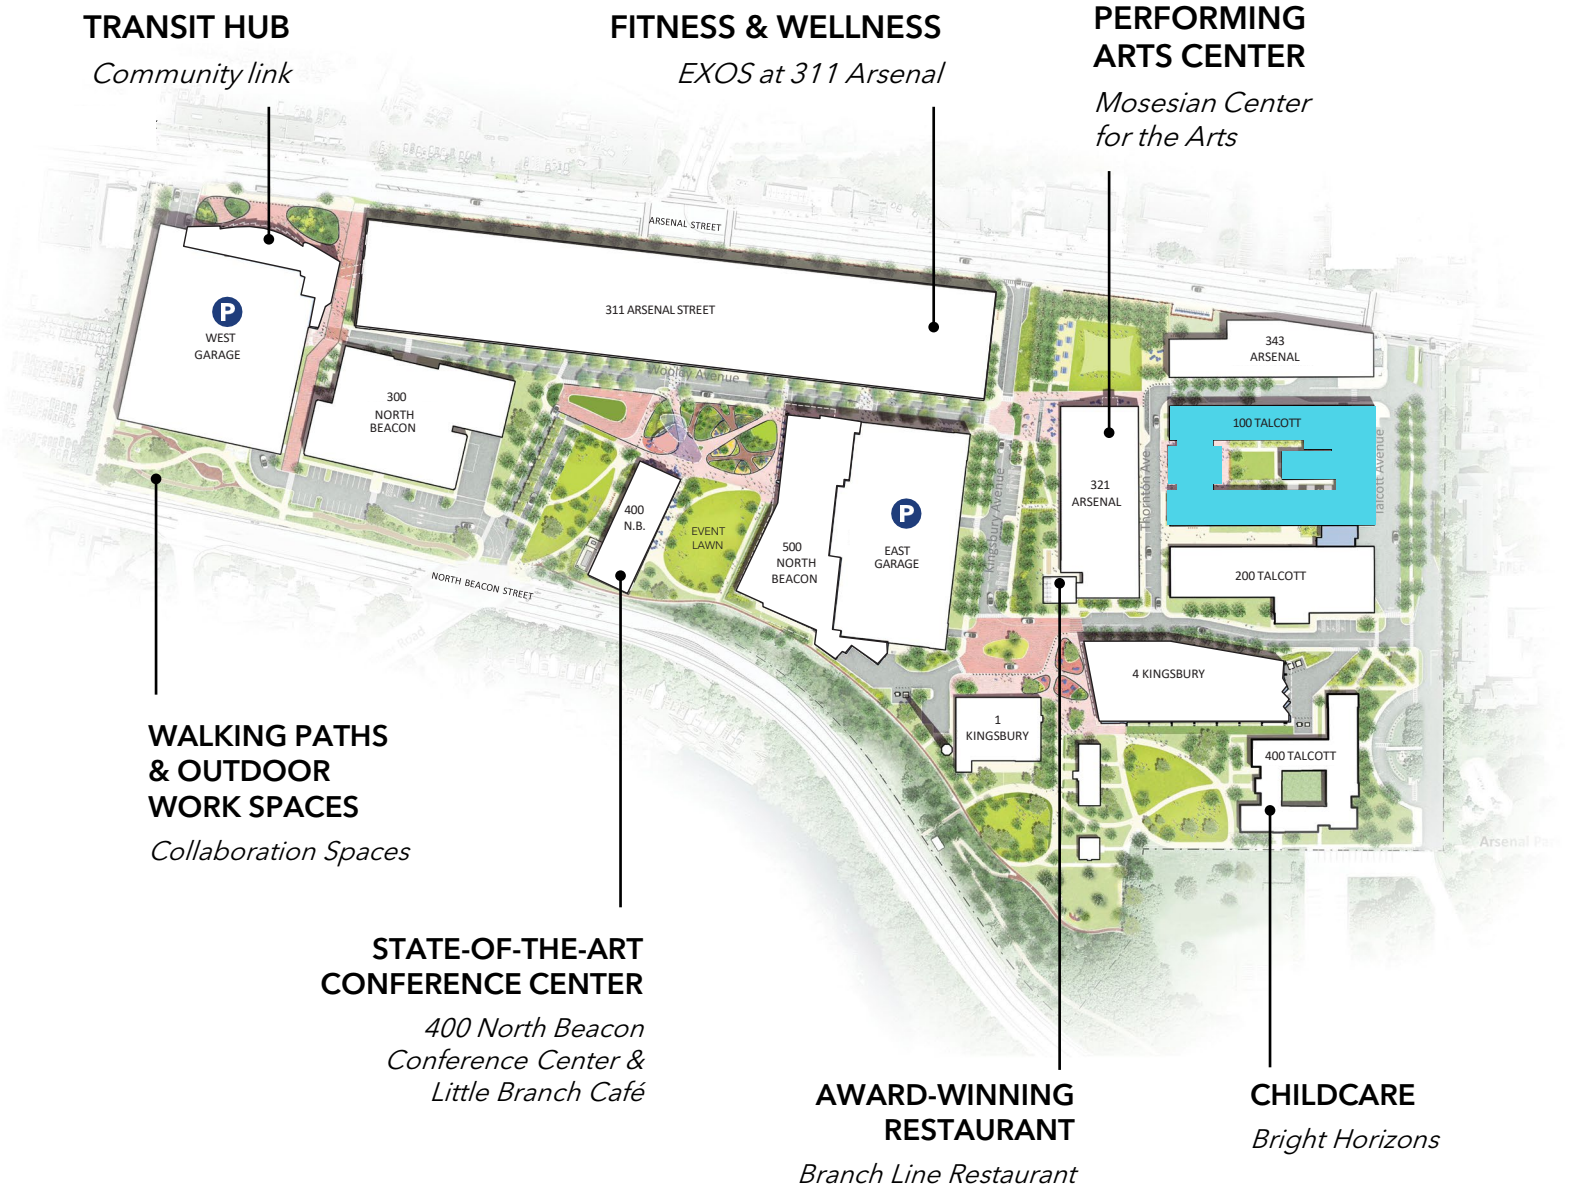 TRANSIT HUB
Community link
FITNESS & WELLNESS
EXOS at 311 Arsenal
PERFORMING
ARTS CENTER
Mosesian Center
for the Arts
ARSENAL STREET
P
WEST
GARAGE
311 ARSENAL STREET
343
ARSENAL
Wooley Avenue
300
NORTH
BEACON
100 TALCOTT
Talcott Avenue
Thornton Ave
Kingsbury Avenue
321
ARSENAL
400
N.B.
EVENT
LAWN
P
EAST
GARAGE
500
NORTH
BEACON
200 TALCOTT
NORTH BEACON STREET
Road
4 KINGSBURY
1
KINGSBURY
400 TALCOTT
Arsenal
WALKING PATHS
& OUTDOOR
WORK SPACES
Collaboration Spaces
STATE-OF-THE-ART
CONFERENCE CENTER
400 North Beacon
Conference Center &
Little Branch Café
AWARD-WINNING
RESTAURANT
Branch Line Restaurant
CHILDCARE
Bright Horizons